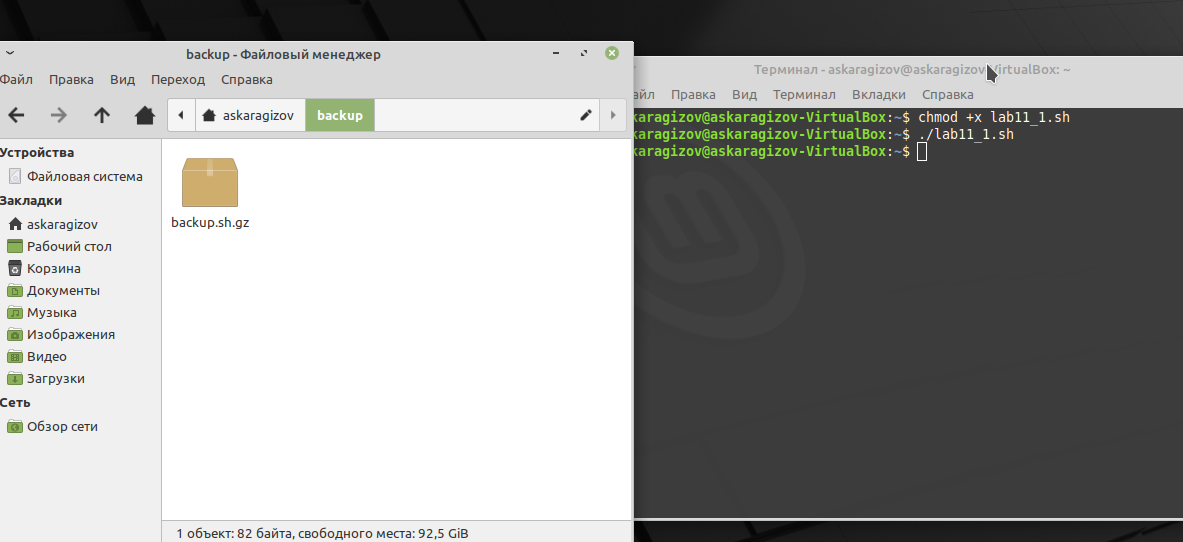 backup - Файловый менеджер
Файл Правка Вид Переход Справка
askaragizov backup
Устройства
Файловая система
Закладки
askaragizov
Рабочий стол
Корзина
Документы
Музыка
Изображения
Видео
Загрузки
Сеть
Обзор сети
backup.sh.gz
1 объект: 82 байта, свободного места: 92,5 GiB
Терминал - askaragizov@askaragizov-VirtualBox: ~
айл Правка Вид Терминал Вкладки Справка
karagizov@askaragizov-VirtualBox:~$ chmod +x lab11_1.sh
karagizov@askaragizov-VirtualBox:~$ ./lab11_1.sh
karagizov@askaragizov-VirtualBox:~$